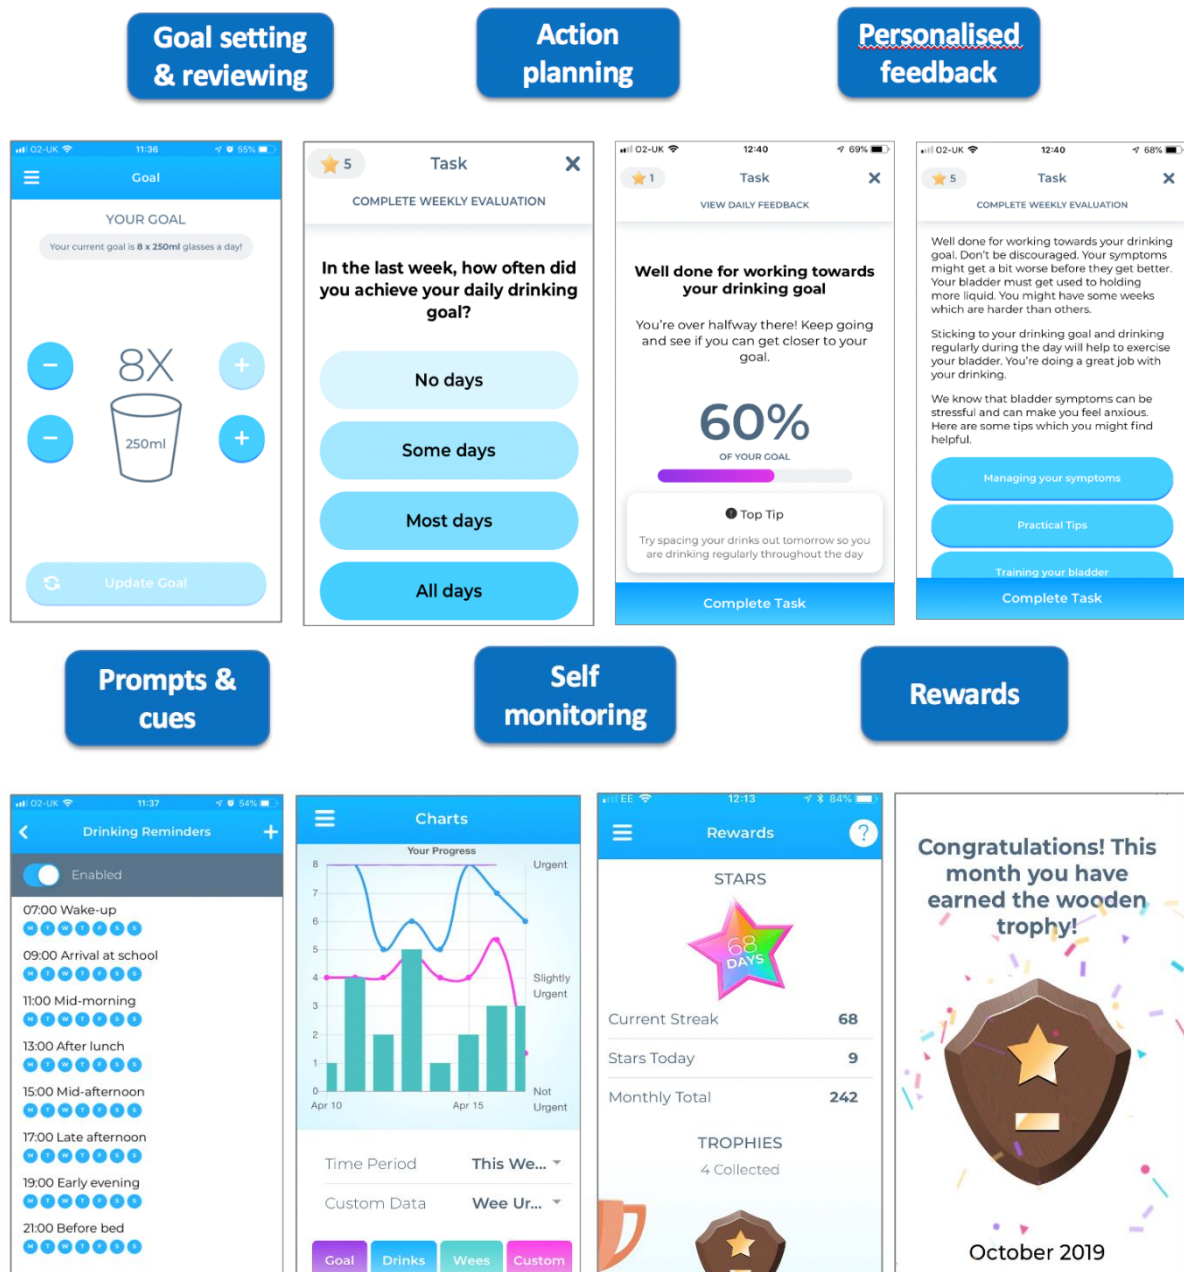 Goal setting
& reviewing
Action
planning
Personalised
feedback
O2-UK 11:36 55%
Goal
YOUR GOAL
Your current goal is 8 x 250ml glasses a day!
8X
250ml
Update Goal
5 Task
COMPLETE WEEKLY EVALUATION
In the last week, how often did
you achieve your daily drinking
goal?
No days
Some days
Most days
All days
O2-UK 12:40 69%
1 Task
VIEW DAILY FEEDBACK
Well done for working towards
your drinking goal
You're over halfway there! Keep going
and see if you can get closer to your
goal.
60%
OF YOUR GOAL
Top Tip
Try spacing your drinks out tomorrow so you
are drinking regularly throughout the day
Complete Task
O2-UK 12:40 68%
5 Task
COMPLETE WEEKLY EVALUATION
Well done for working towards your drinking
goal. Don't be discouraged. Your symptoms
might get a bit worse before they get better.
Your bladder must get used to holding
more liquid. You might have some weeks
which are harder than others.
Sticking to your drinking goal and drinking
regularly during the day will help to exercise
your bladder. You're doing a great job with
your drinking.
We know that bladder symptoms can be
stressful and can make you feel anxious.
Here are some tips which you might find
helpful.
Managing your symptoms
Practical Tips
Training your bladder
Complete Task
Prompts &
cues
Self
monitoring
Rewards
O2-UK 11:37 54%
Drinking Reminders
Enabled
07:00 Wake-up
M T W T F S S
09:00 Arrival at school
M T W T F S S
11:00 Mid-morning
M T W T F S S
13:00 After lunch
M T W T F S S
15:00 Mid-afternoon
M T W T F S S
17:00 Late afternoon
M T W T F S S
19:00 Early evening
M T W T F S S
21:00 Before bed
M T W T F S S
Charts
Your Progress
8 Urgent
7
6
5
4 Slightly
Urgent
3
2
1
0 Not
Urgent
Apr 10 Apr 15
Time Period This We...
Custom Data Wee Ur...
Goal Drinks Wees Custom
EE 12:13 84%
Rewards ?
STARS
68
DAYS
Current Streak 68
Stars Today 9
Monthly Total 242
TROPHIES
4 Collected
Congratulations! This
month you have
earned the wooden
trophy!
October 2019